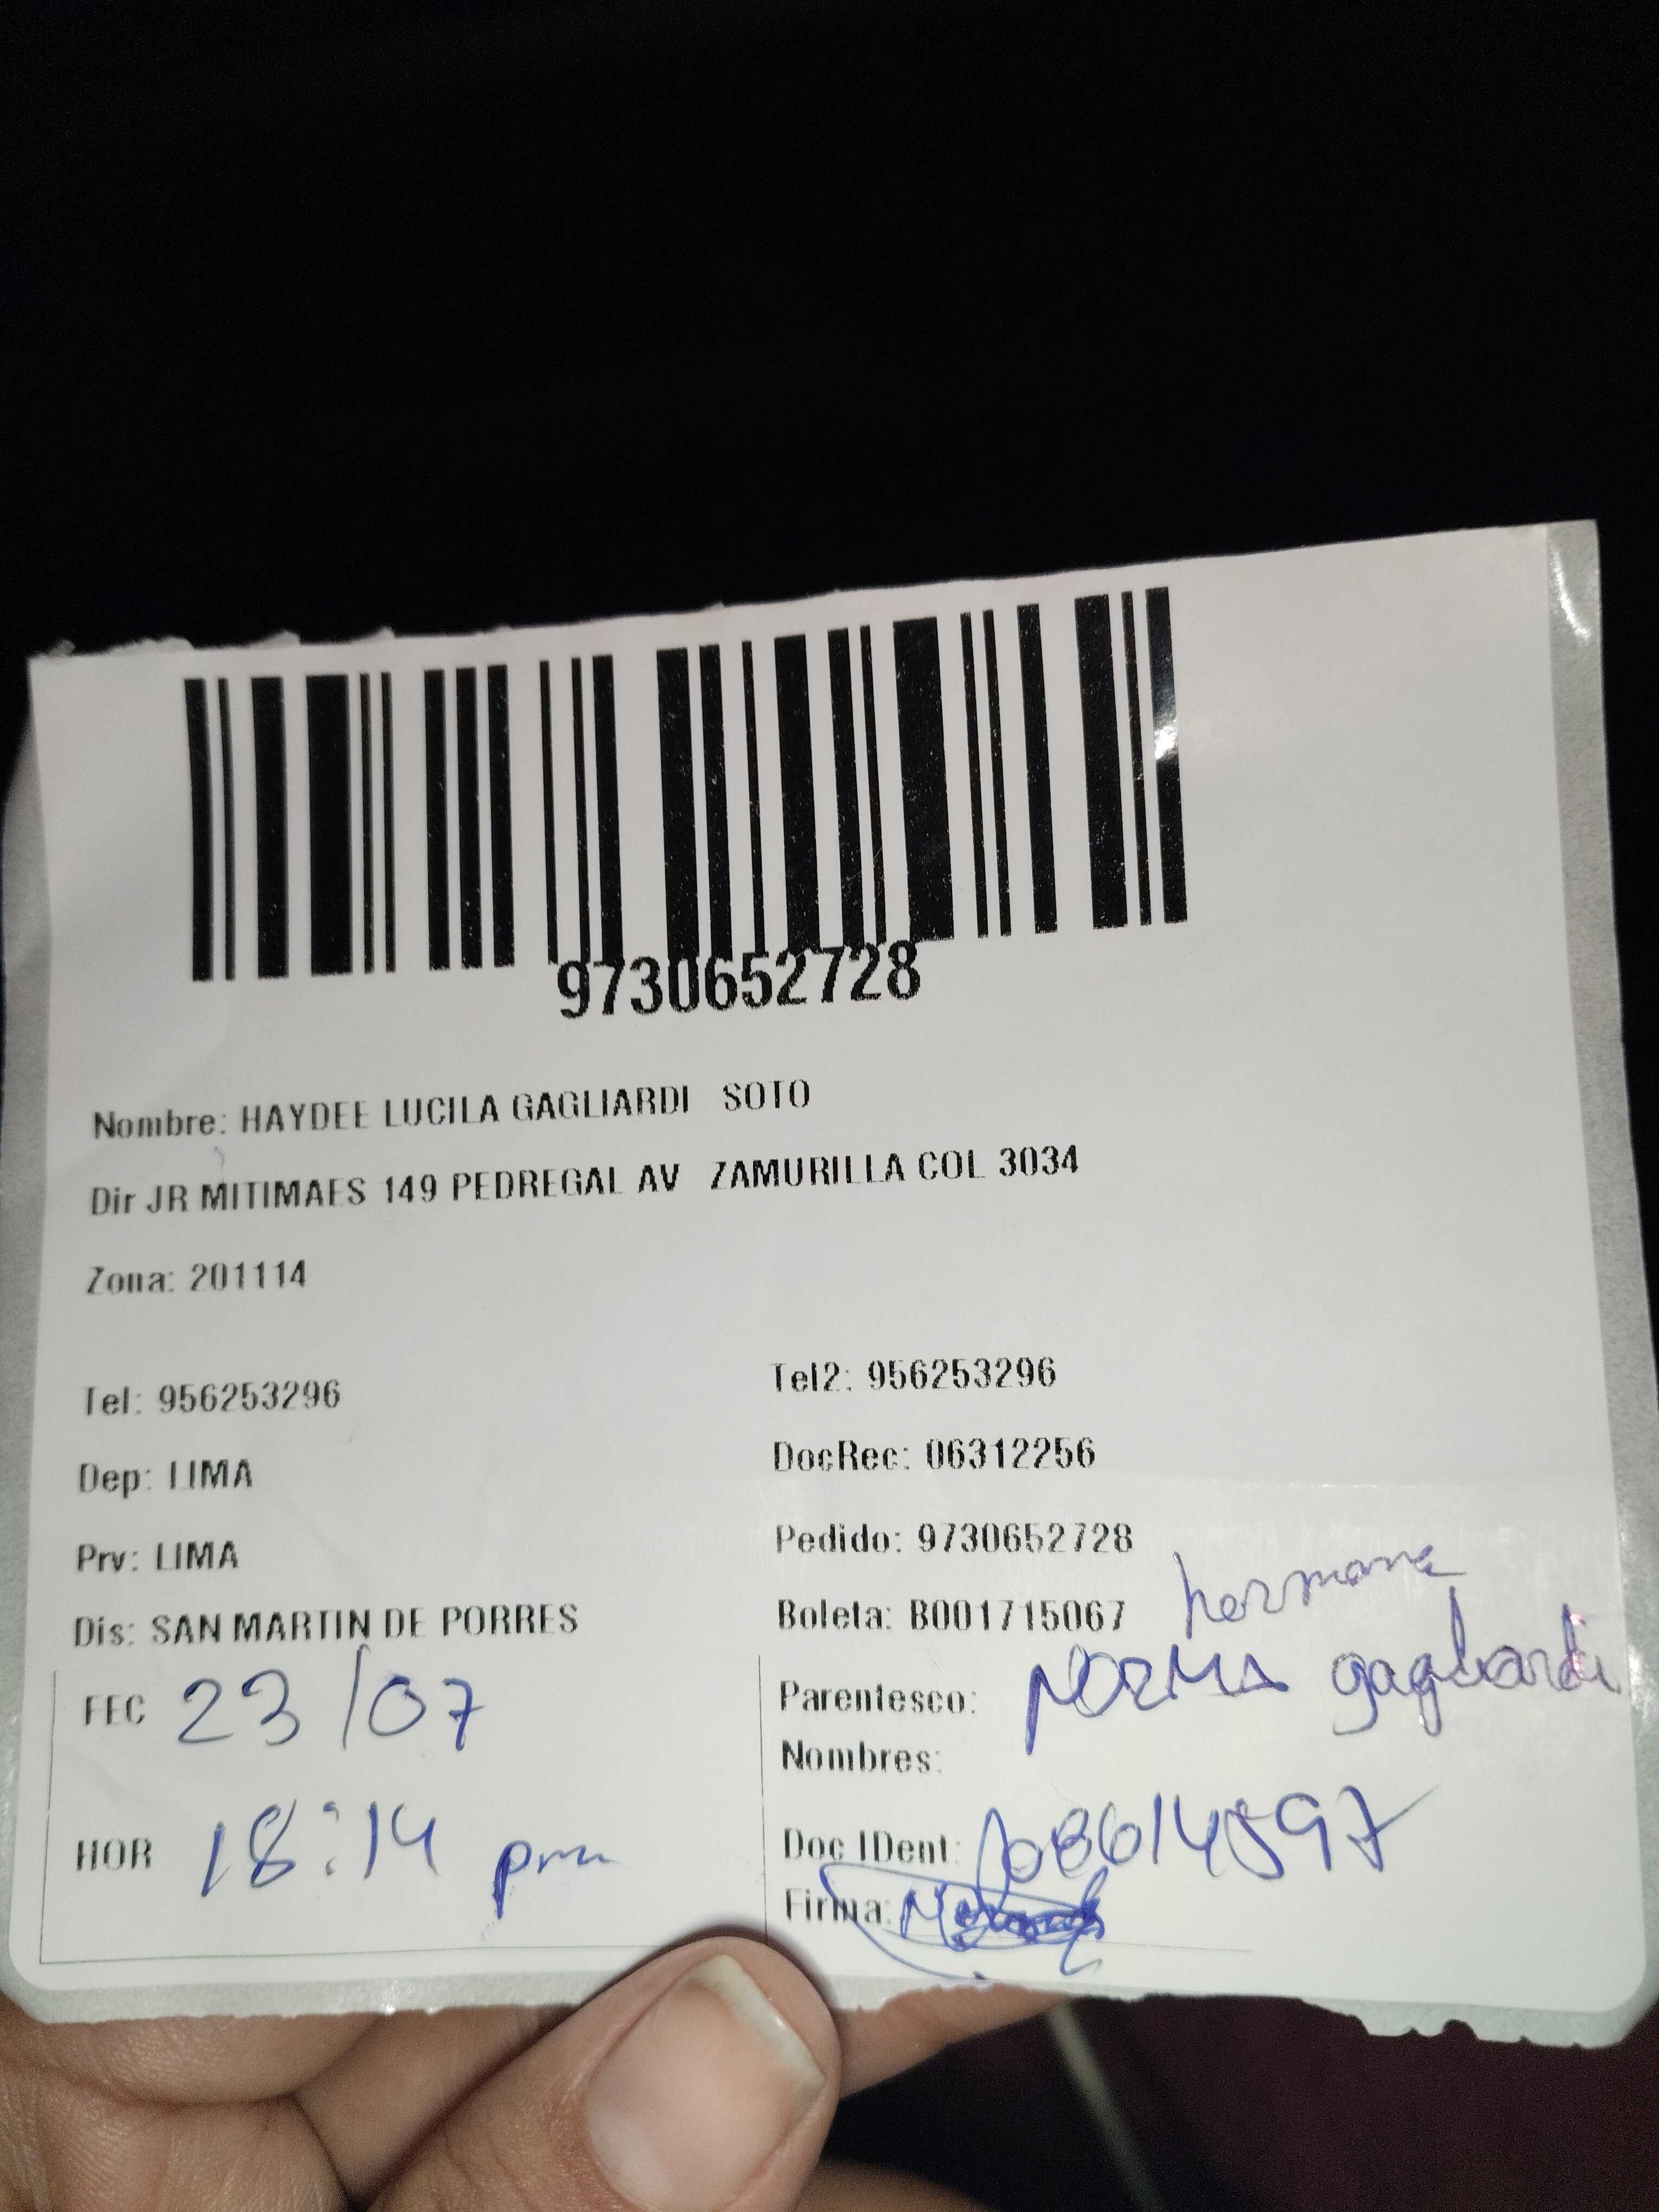 9730652728
Nombre: HAYDEE LUCILA GAGLIARDI SOTO
Dir JR MITIMAES 149 PEDREGAL AV ZAMURILLA COL 3034
Zona: 201114
Tel: 956253296 Tel2: 956253296
Dep: LIMA DocRec: 06312256
Prv: LIMA Pedido: 9730652728
Dis: SAN MARTIN DE PORRES Boleta: B001715067
hermana
FEC 23/07 Parentesco: NORMA gagliardi
Nombres:
HOR 18:14 pm Doc IDent: 08614597
Firma: